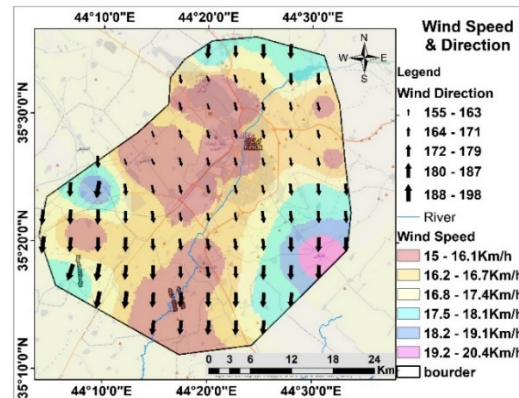 44°10'0"E 44°20'0"E 44°30'0"E
Wind Speed
& Direction
N
W E
S
Legend
Wind Direction
155 - 163
164 - 171
172 - 179
180 - 187
188 - 198
River
Wind Speed
15 - 16.1Km/h
16.2 - 16.7Km/h
16.8 - 17.4Km/h
17.5 - 18.1Km/h
18.2 - 19.1Km/h
19.2 - 20.4Km/h
bourder
35°30'0"N
35°20'0"N
35°10'0"N
0 3 6 12 18 24
Km
44°10'0"E 44°20'0"E 44°30'0"E